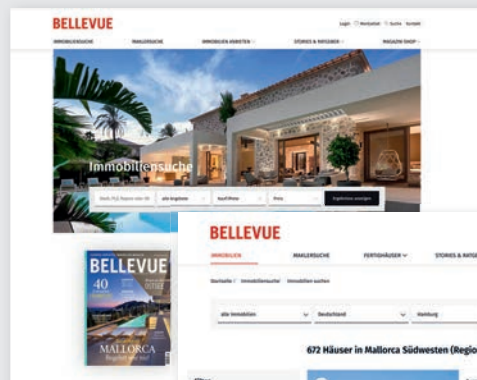 BELLEVUE
Login Merkzettel Suche Kontakt
IMMOBILIENSUCHE MAKLERSUCHE IMMOBILIEN ANBIETEN STORIES & RATGEBER MAGAZIN-SHOP
Immobiliensuche
alle Angebote Kauf/Miete Preis Ergebnisse anzeigen
BELLEVUE
IMMOBILIEN MAKLERSUCHE FERTIGHÄUSER STORIES & RATGE
Startseite / Immobiliensuche Immobilien suchen
alle Immobilien Deutschland Hamburg
672 Häuser in Mallorca Südwesten (Regio
BELLEVUE
40
OSTSEE
MALLORCA